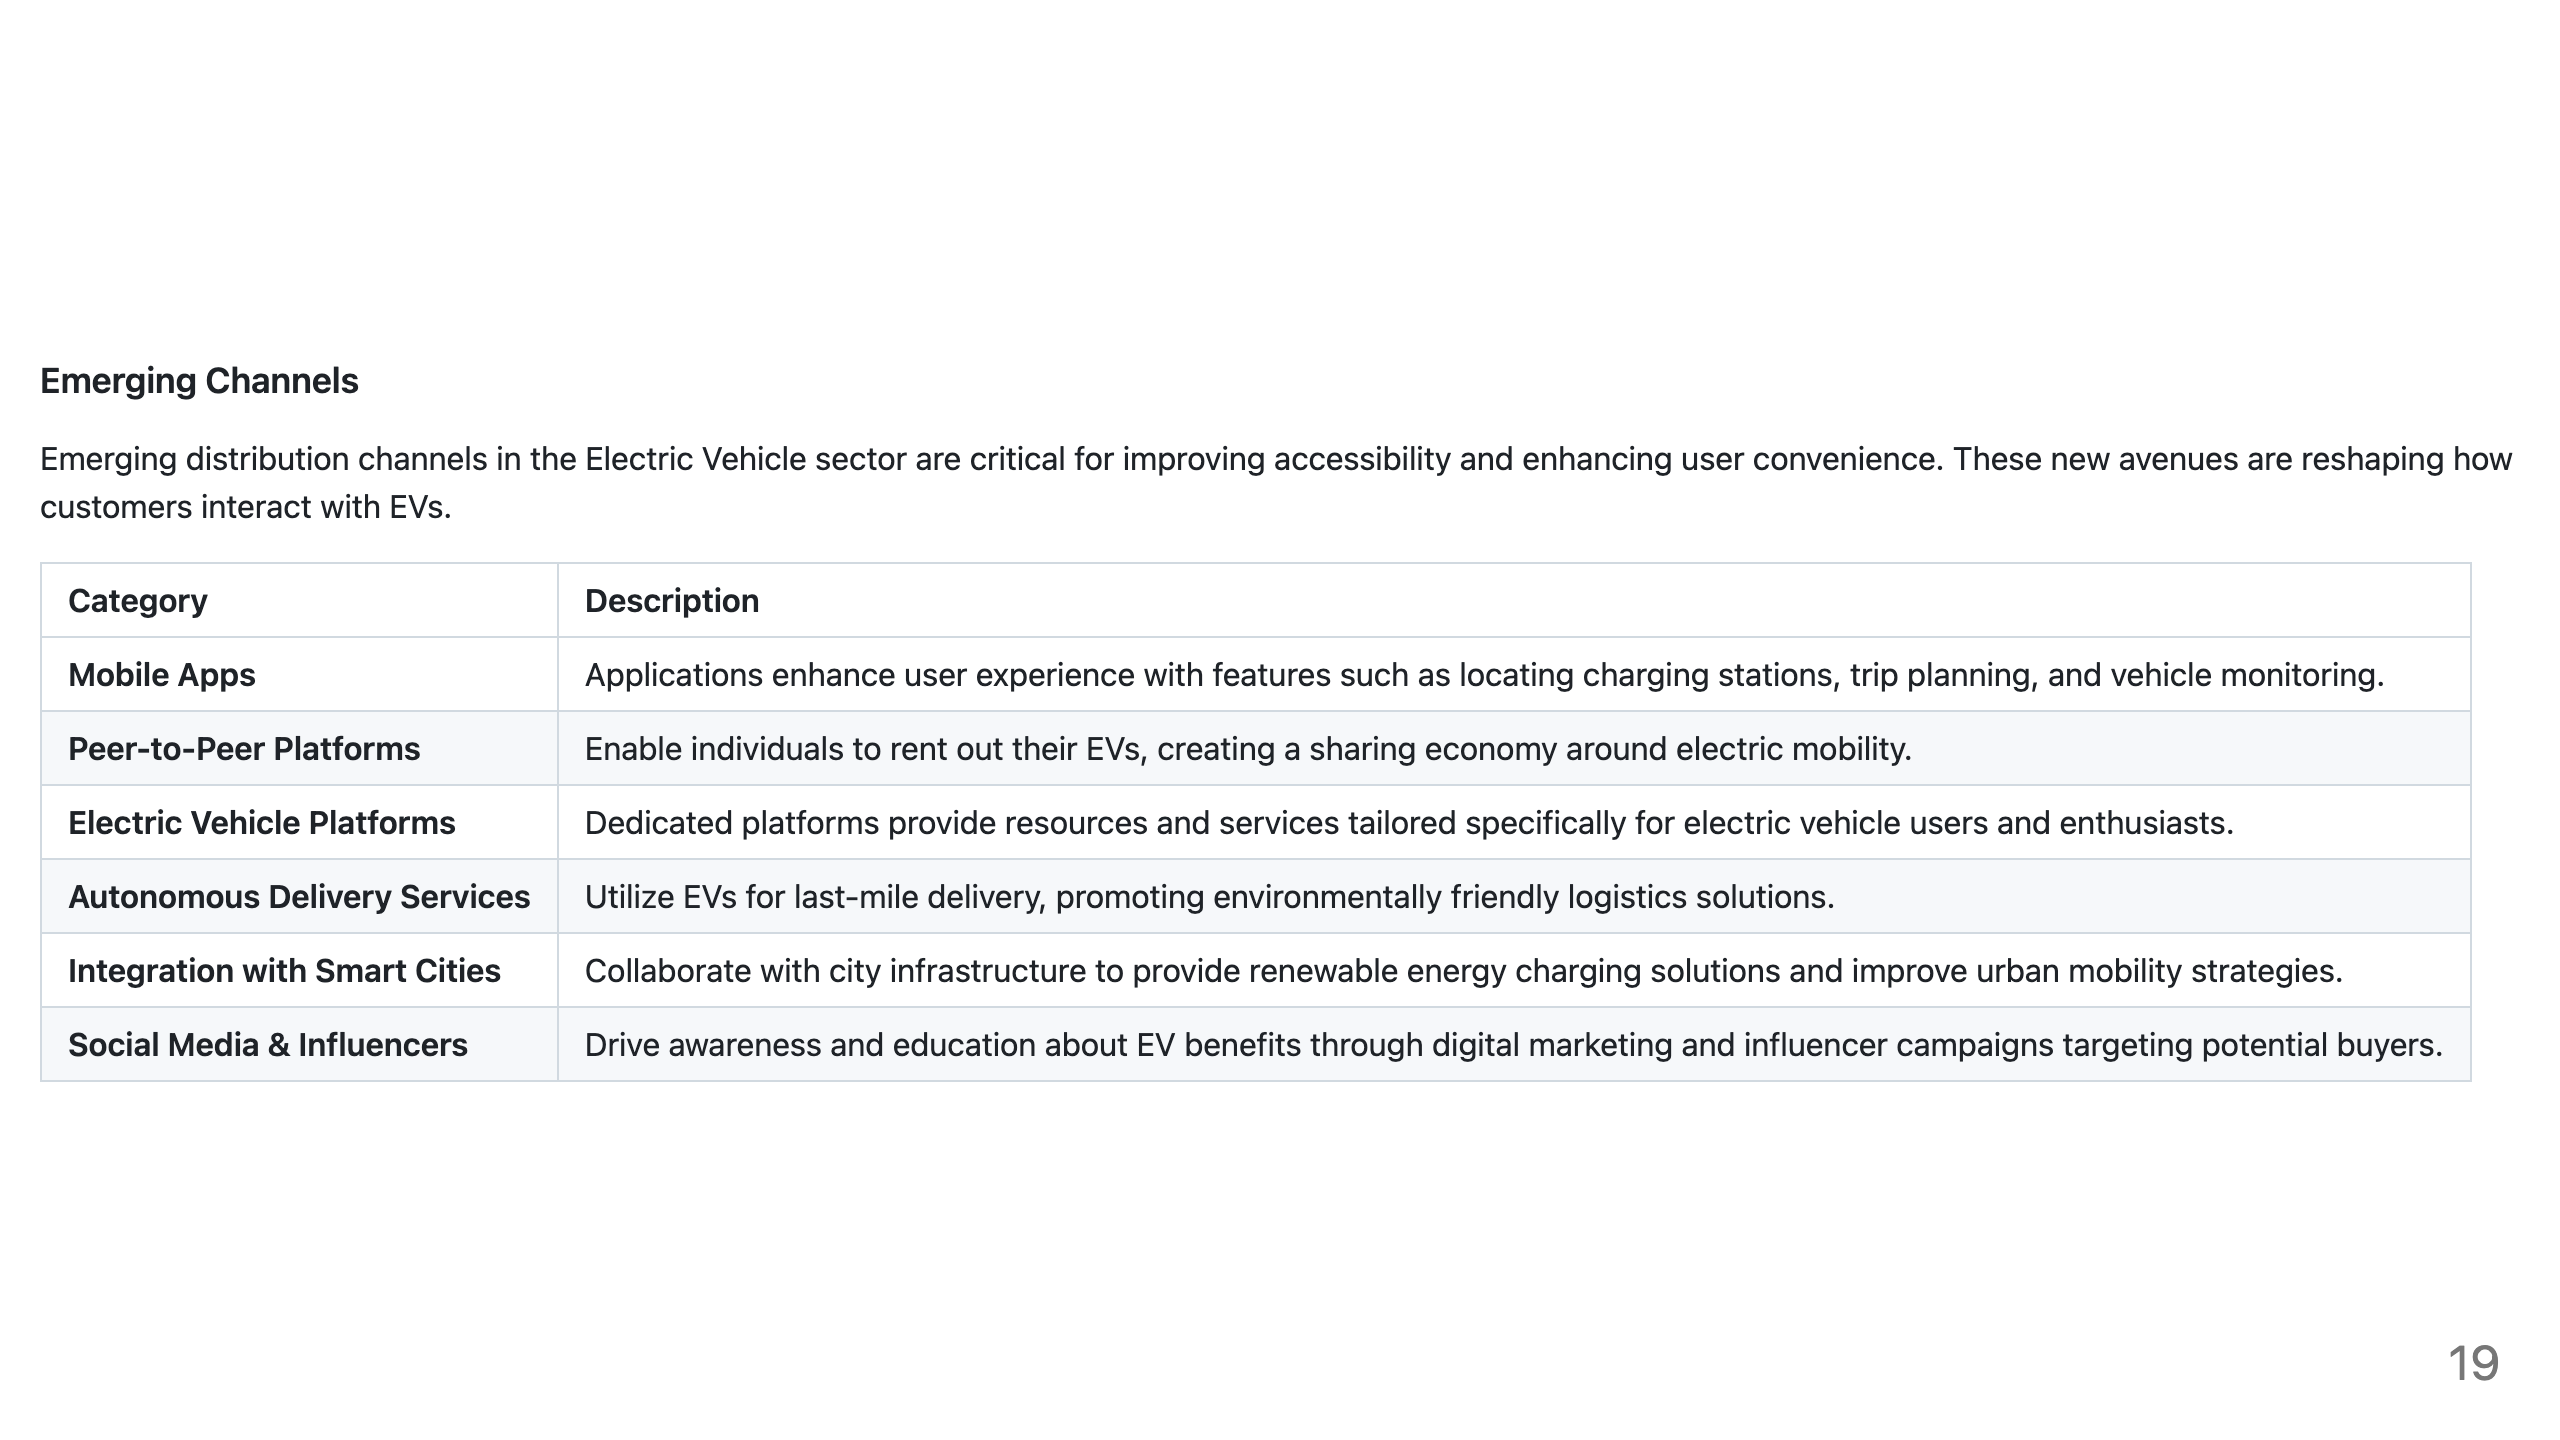 Emerging Channels
Emerging distribution channels in the Electric Vehicle sector are critical for improving accessibility and enhancing user convenience. These new avenues are reshaping how
customers interact with EVs.
Category Description
Mobile Apps Applications enhance user experience with features such as locating charging stations, trip planning, and vehicle monitoring.
Peer-to-Peer Platforms Enable individuals to rent out their EVs, creating a sharing economy around electric mobility.
Electric Vehicle Platforms Dedicated platforms provide resources and services tailored specifically for electric vehicle users and enthusiasts.
Autonomous Delivery Services Utilize EVs for last-mile delivery, promoting environmentally friendly logistics solutions.
Integration with Smart Cities Collaborate with city infrastructure to provide renewable energy charging solutions and improve urban mobility strategies.
Social Media & Influencers Drive awareness and education about EV benefits through digital marketing and influencer campaigns targeting potential buyers.
19